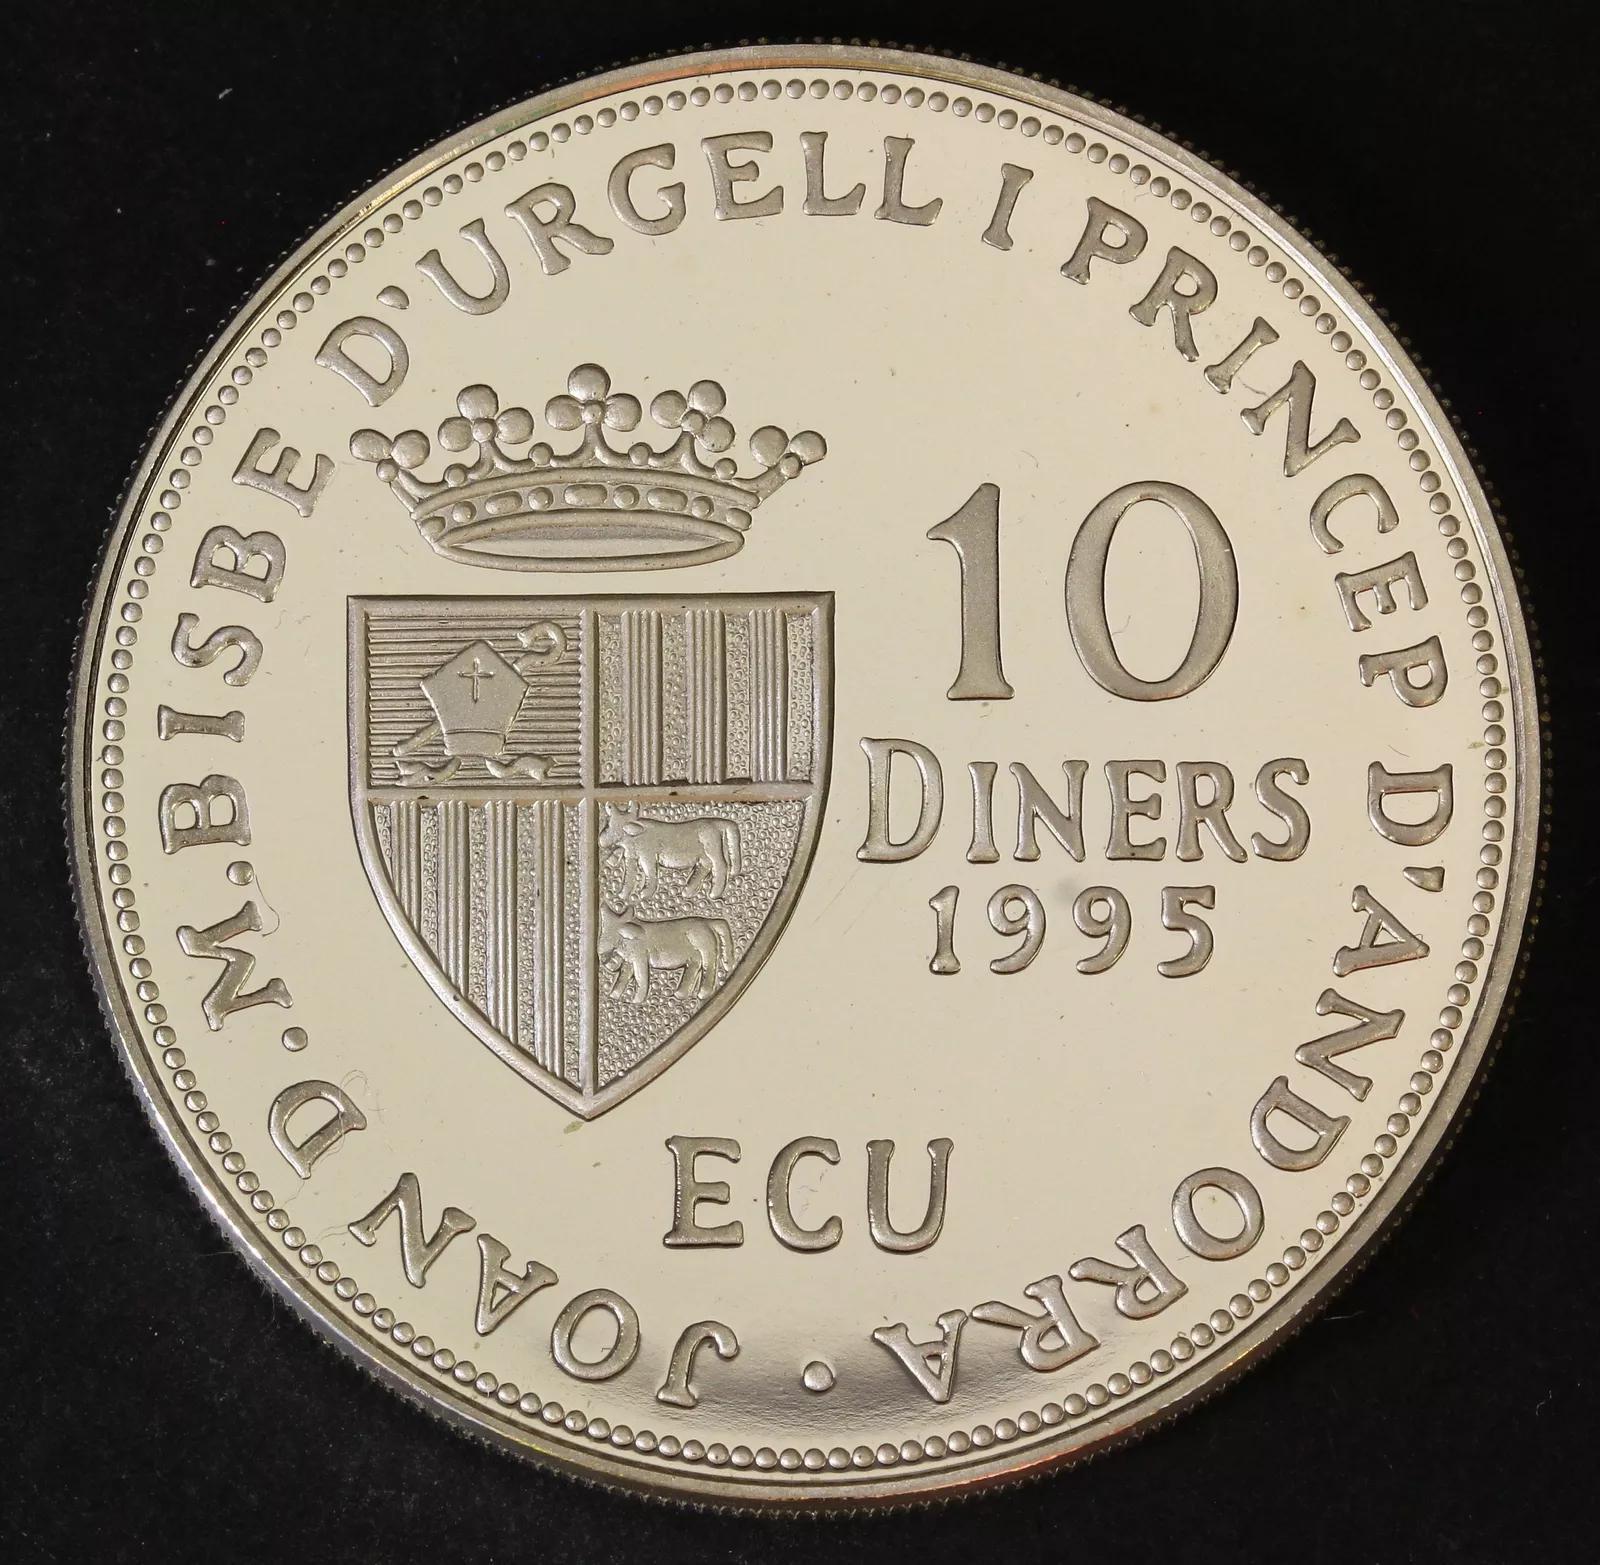 JOAN D.M.BISBE D'URGELL I PRINCEP D'ANDORRA ·
10
DINERS
1995
ECU